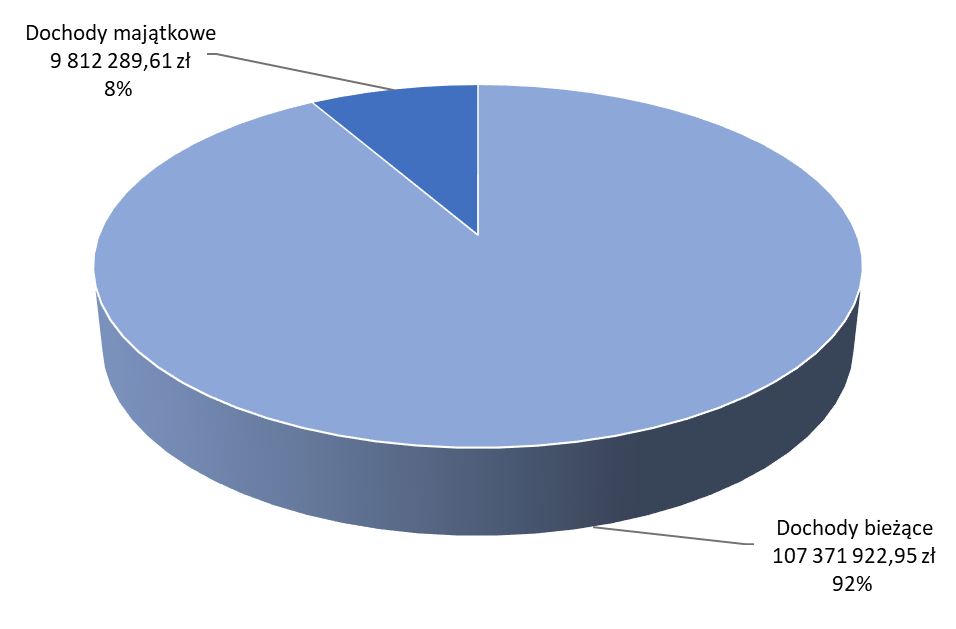 Dochody majątkowe
9 812 289,61 zł
8%
Dochody bieżące
107 371 922,95 zł
92%